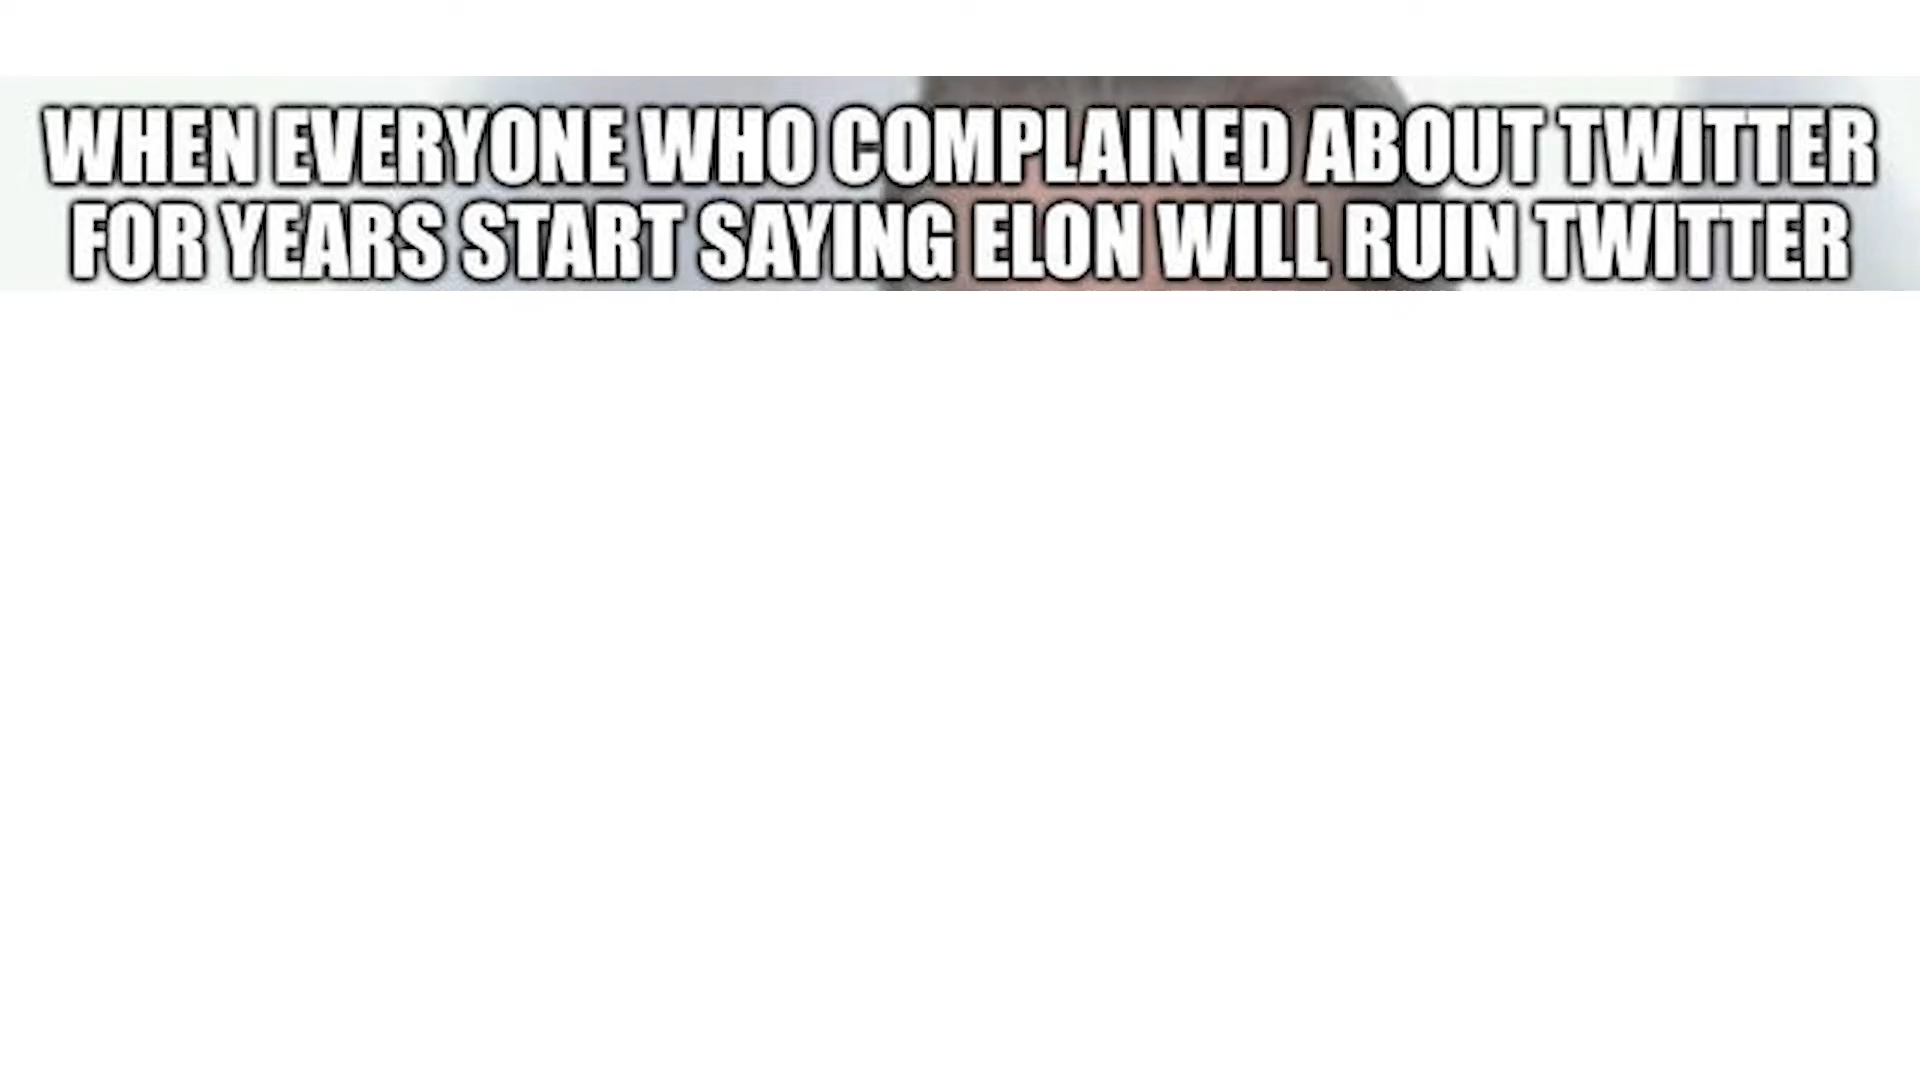 WHEN EVERYONE WHO COMPLAINED ABOUT TWITTER
FOR YEARS START SAYING ELON WILL RUIN TWITTER